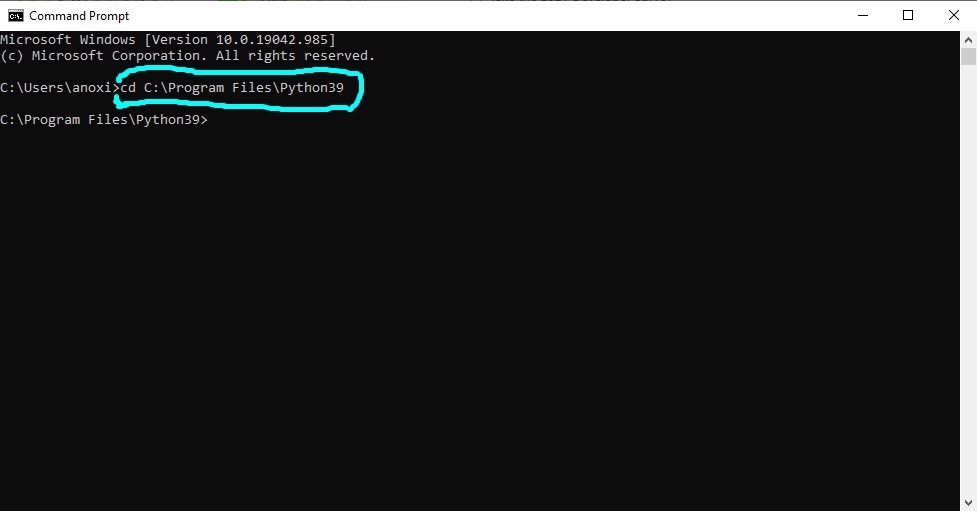 Command Prompt
Microsoft Windows [Version 10.0.19042.985]
(c) Microsoft Corporation. All rights reserved.
C:\Users\anoxi>cd C:\Program Files\Python39
C:\Program Files\Python39>